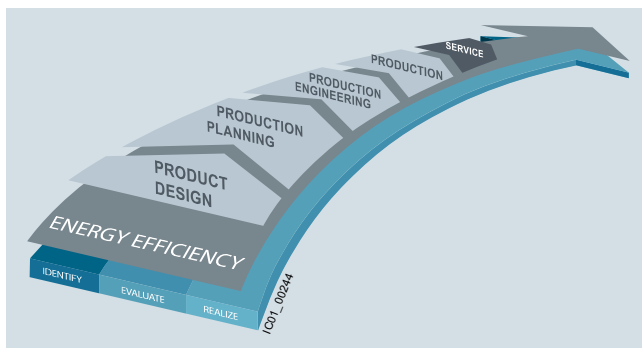 SERVICE
PRODUCTION
PRODUCTION
ENGINEERING
PRODUCTION
PLANNING
PRODUCT
DESIGN
ENERGY EFFICIENCY
IDENTIFY
EVALUATE
REALIZE
IC01_00244